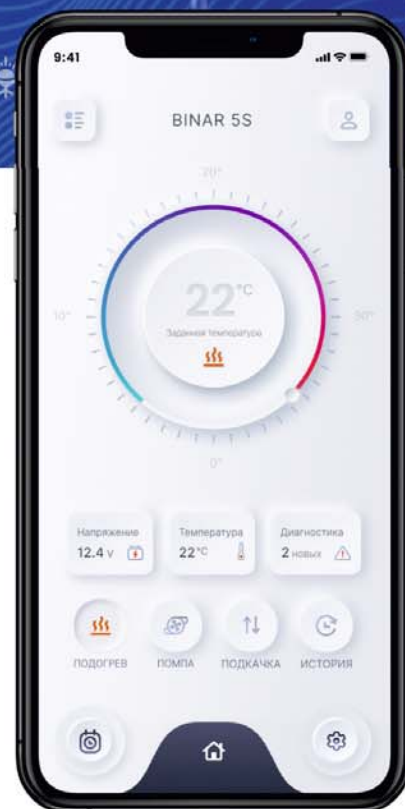 9:41
BINAR 5S
20°
10°
30°
22°C
Заданная температура
0°
Напряжение
12.4 V
Температура
22°C
Диагностика
2 новых
ПОДОГРЕВ
ПОМПА
ПОДКАЧКА
ИСТОРИЯ